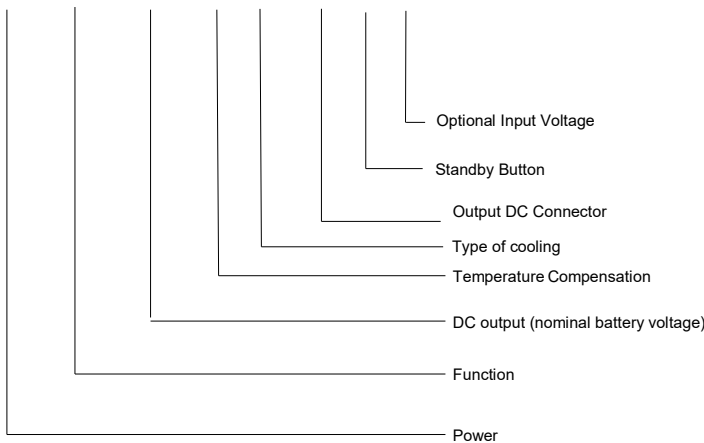 Optional Input Voltage
Standby Button
Output DC Connector
Type of cooling
Temperature Compensation
DC output (nominal battery voltage)
Function
Power